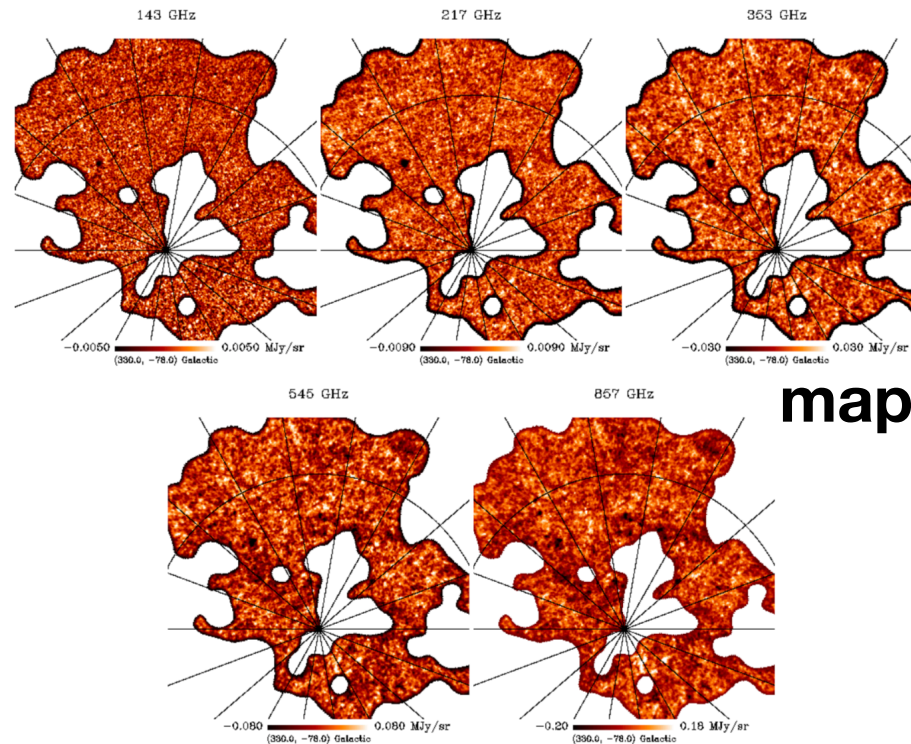 143 GHz
217 GHz
353 GHz
−0.0050 0.0050 MJy/sr
(330.0, −78.0) Galactic
−0.0090 0.0090 MJy/sr
(330.0, −78.0) Galactic
−0.030 0.030 MJy/sr
(330.0, −78.0) Galactic
545 GHz
857 GHz
map
−0.080 0.080 MJy/sr
(330.0, −78.0) Galactic
−0.20 0.18 MJy/sr
(330.0, −78.0) Galactic